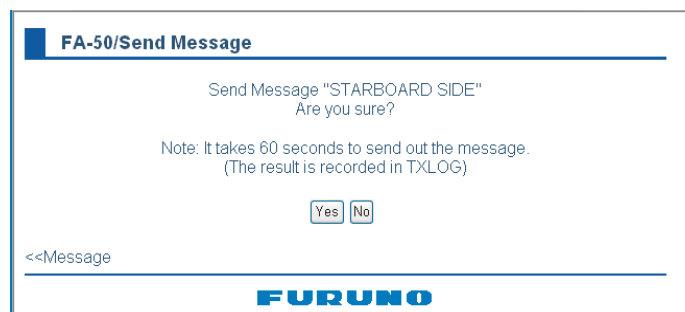 FA-50/Send Message
Send Message "STARBOARD SIDE"
Are you sure?
Note: It takes 60 seconds to send out the message.
(The result is recorded in TXLOG)
Yes No
<<Message
FURUNO